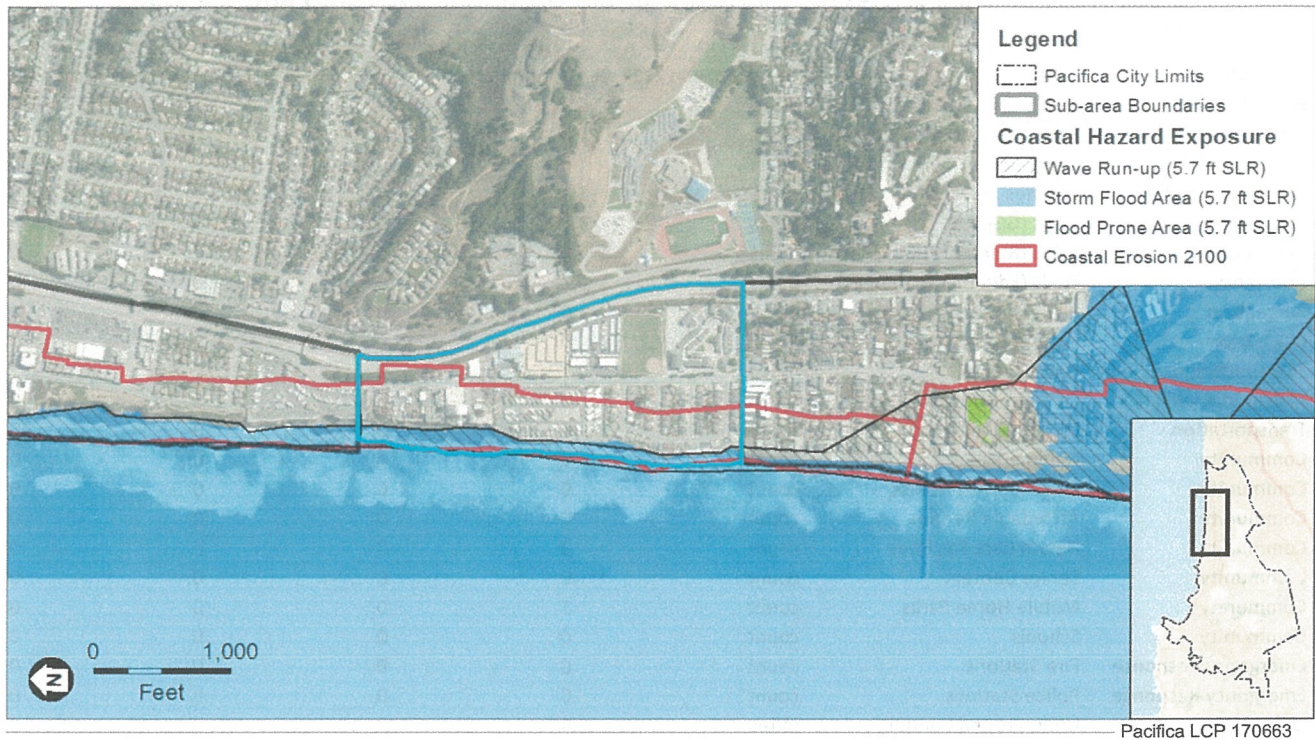 Legend
Pacifica City Limits
Sub-area Boundaries
Coastal Hazard Exposure
Wave Run-up (5.7 ft SLR)
Storm Flood Area (5.7 ft SLR)
Flood Prone Area (5.7 ft SLR)
Coastal Erosion 2100
0 1,000
Feet
N
Pacifica LCP 170663